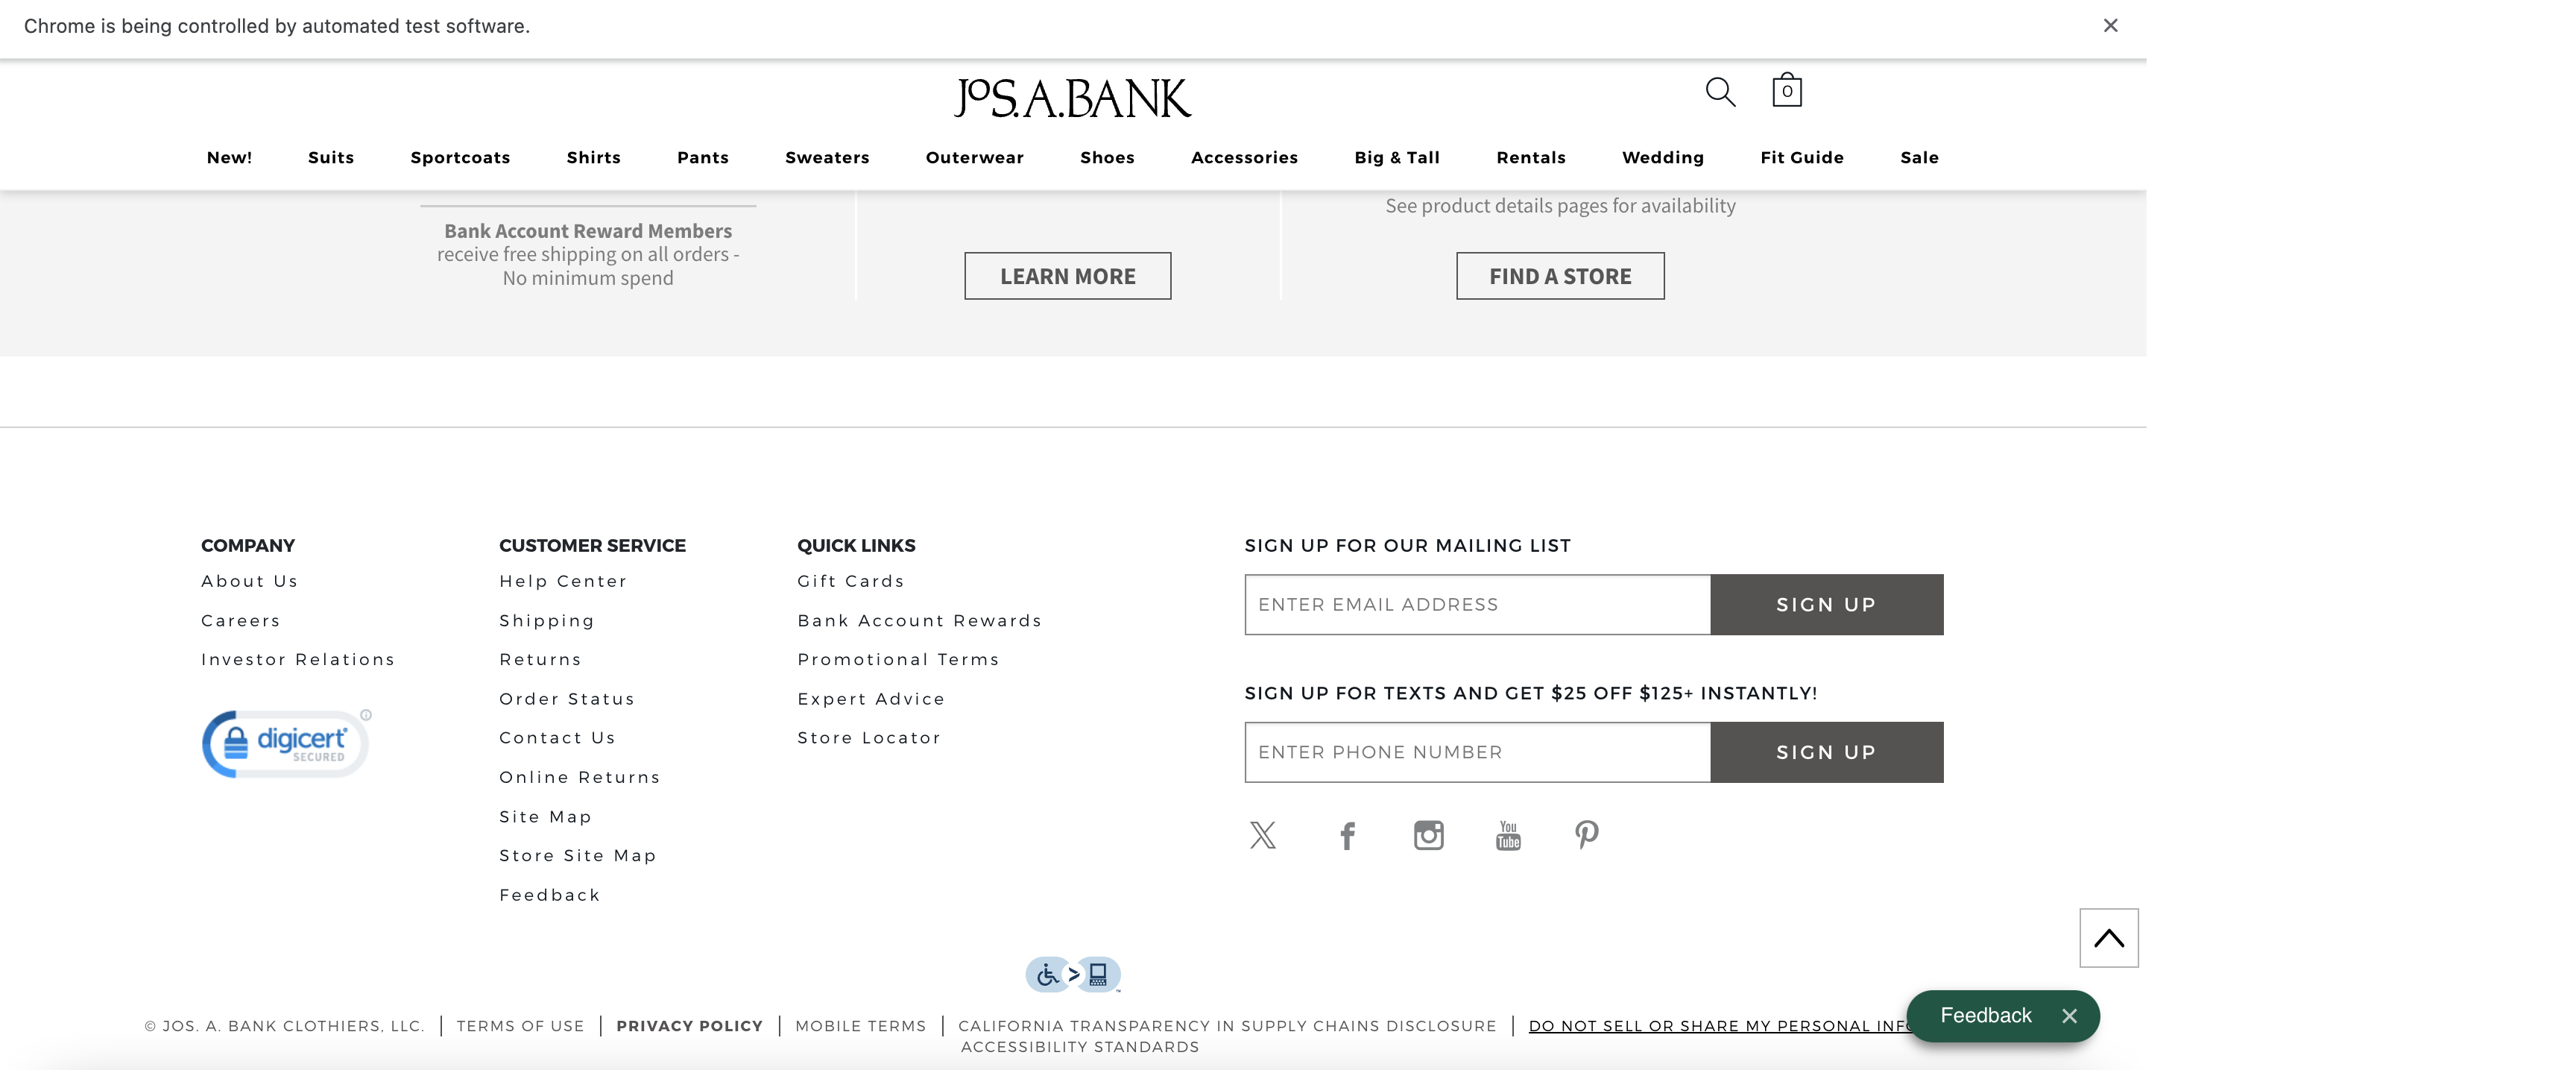 Chrome is being controlled by automated test software.
JOS. A. BANK
0
New! Suits Sportcoats Shirts Pants Sweaters Outerwear Shoes Accessories Big & Tall Rentals Wedding Fit Guide Sale
Bank Account Reward Members
receive free shipping on all orders -
No minimum spend
LEARN MORE
See product details pages for availability
FIND A STORE
COMPANY
About Us
Careers
Investor Relations
digicert
SECURED
CUSTOMER SERVICE
Help Center
Shipping
Returns
Order Status
Contact Us
Online Returns
Site Map
Store Site Map
Feedback
QUICK LINKS
Gift Cards
Bank Account Rewards
Promotional Terms
Expert Advice
Store Locator
SIGN UP FOR OUR MAILING LIST
ENTER EMAIL ADDRESS SIGN UP
SIGN UP FOR TEXTS AND GET $25 OFF $125+ INSTANTLY!
ENTER PHONE NUMBER SIGN UP
You
Tube
© JOS. A. BANK CLOTHIERS, LLC. | TERMS OF USE | PRIVACY POLICY | MOBILE TERMS | CALIFORNIA TRANSPARENCY IN SUPPLY CHAINS DISCLOSURE | DO NOT SELL OR SHARE MY PERSONAL
ACCESSIBILITY STANDARDS
Feedback